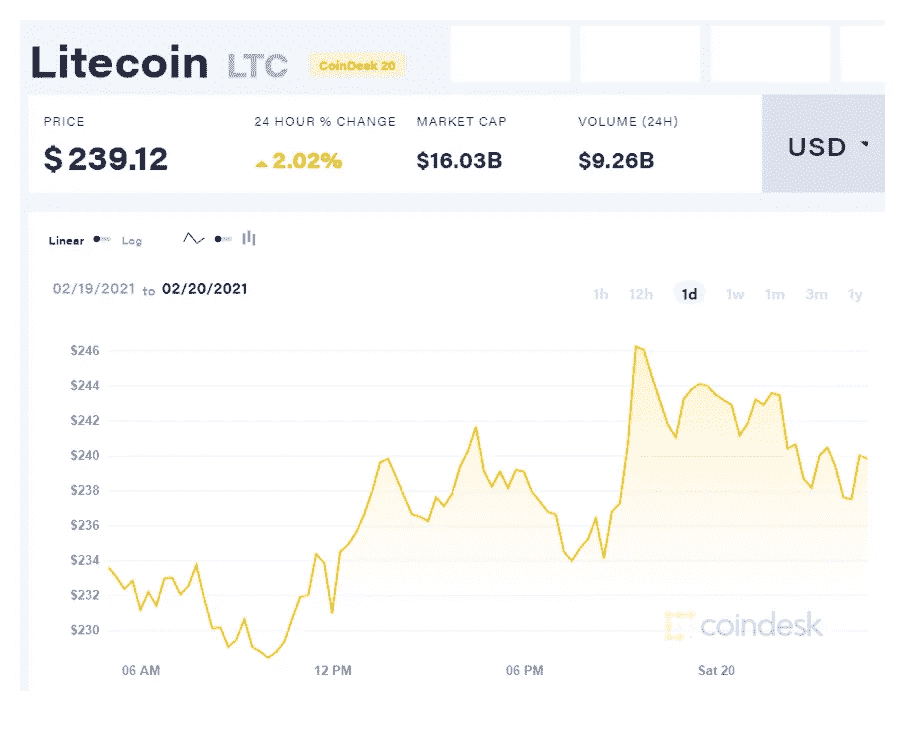 Litecoin LTC CoinDesk 20
PRICE 24 HOUR % CHANGE MARKET CAP VOLUME (24H)
$239.12 2.02% $16.03B $9.26B USD
Linear Log
02/19/2021 to 02/20/2021 1h 12h 1d 1w 1m 3m 1y
$246
$244
$242
$240
$238
$236
$234
$232
$230
coindesk
06 AM 12 PM 06 PM Sat 20